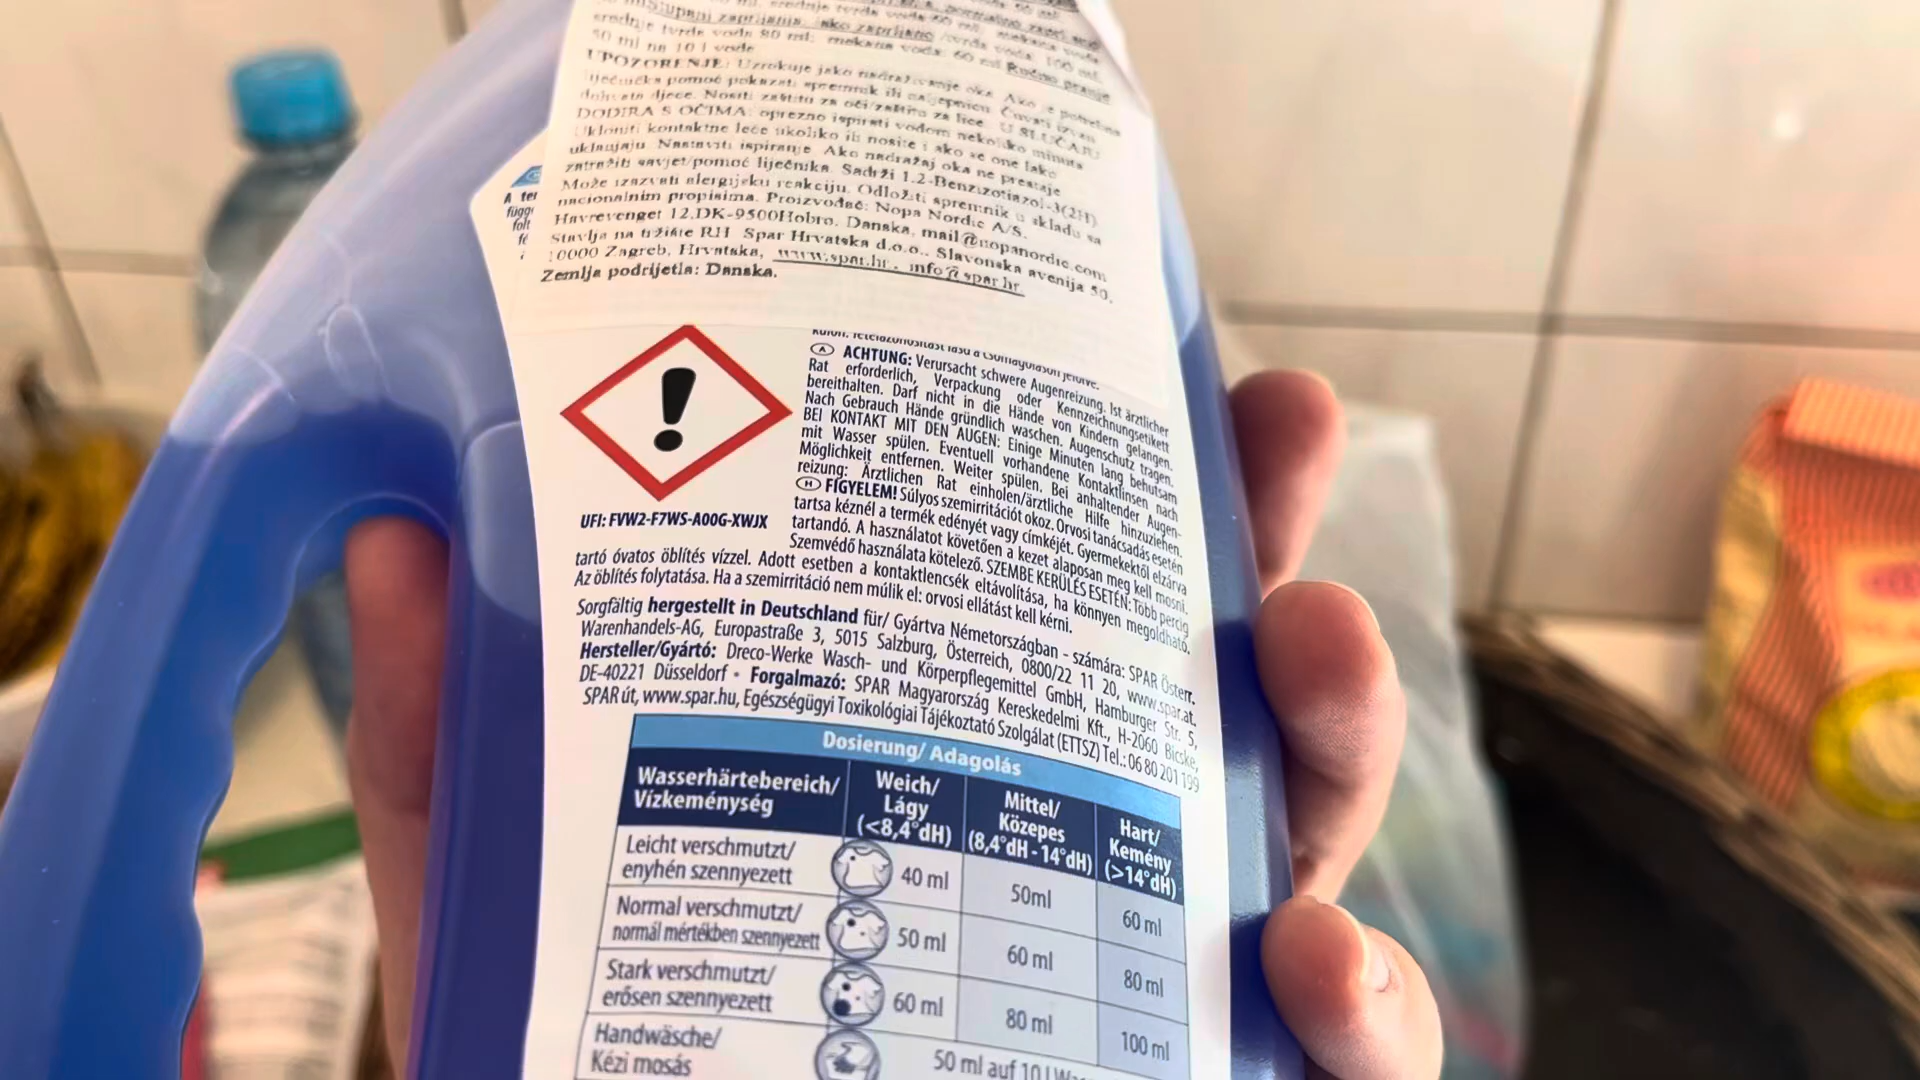 srednje tvrde vode 80 ml; mekana voda: 60 ml Ručno pranje
50 ml na 10 l vode
UPOZORENJE: Uzrokuje jako nadraživanje oka. Ako je potrebna
liječnička pomoć pokazati spremnik ili naljepnicu. Čuvati izvan
dohvata djece. Nositi zaštitu za oči/zaštitu za lice. U SLUČAJU
DODIRA S OČIMA: oprezno isprati vodom nekoliko minuta
Ukloniti kontaktne leće ukoliko ih nosite i ako se one lako
uklanjaju. Nastaviti ispiranje Ako nadražaj oka ne prestaje
zatražiti savjet/pomoć liječnika. Sadrži 1.2-Benzizotiazol-3(2H)
Može izazvati alergijsku reakciju. Odložiti spremnik u skladu sa
nacionalnim propisima. Proizvođač: Nopa Nordic A/S.
Havrevenget 12.DK-9500Hobro. Danska, mail@nopanordic.com
Stavlja na tržište RH Spar Hrvatska d.o.o.. Slavonska avenija 50.
10000 Zagreb, Hrvatska, www.spar.hr. info@spar.hr
Zemlja podrijetla: Danska.
A ter
függ
folt
Ⓐ ACHTUNG: Verursacht schwere Augenreizung. Ist ärztlicher
Rat erforderlich, Verpackung oder Kennzeichnungsetikett
bereithalten. Darf nicht in die Hände von Kindern gelangen.
Nach Gebrauch Hände gründlich waschen. Augenschutz tragen.
BEI KONTAKT MIT DEN AUGEN: Einige Minuten lang behutsam
mit Wasser spülen. Eventuell vorhandene Kontaktlinsen nach
Möglichkeit entfernen. Weiter spülen. Bei anhaltender Augen-
reizung: Ärztlichen Rat einholen/ärztliche Hilfe hinzuziehen.
Ⓗ FIGYELEM! Súlyos szemirritációt okoz. Orvosi tanácsadás esetén
tartsa kéznél a termék edényét vagy címkéjét. Gyermekektől elzárva
tartandó. A használatot követően a kezet alaposan meg kell mosni.
Szemvédő használata kötelező. SZEMBE KERÜLÉS ESETÉN: Több percig
UFI: FVW2-F7WS-A00G-XWJX
tartó óvatos öblítés vízzel. Adott esetben a kontaktlencsék eltávolítása, ha könnyen megoldható.
Az öblítés folytatása. Ha a szemirritáció nem múlik el: orvosi ellátást kell kérni.
Sorgfältig hergestellt in Deutschland für/ Gyártva Németországban - számára: SPAR Österr.
Warenhandels-AG, Europastraße 3, 5015 Salzburg, Österreich, 0800/22 11 20, www.spar.at,
Hersteller/Gyártó: Dreco-Werke Wasch- und Körperpflegemittel GmbH, Hamburger Str. 5,
DE-40221 Düsseldorf • Forgalmazó: SPAR Magyarország Kereskedelmi Kft., H-2060 Bicske,
SPAR út, www.spar.hu, Egészségügyi Toxikológiai Tájékoztató Szolgálat (ETTSZ) Tel.: 06 80 201 199
Dosierung/ Adagolás
Wasserhärtebereich/
Vízkeménység
Weich/
Lágy
(<8,4°dH)
Mittel/
Közepes
(8,4°dH - 14°dH)
Hart/
Kemény
(>14°dH)
Leicht verschmutzt/
enyhén szennyezett
40 ml
50ml
60 ml
Normal verschmutzt/
normál mértékben szennyezett
50 ml
60 ml
80 ml
Stark verschmutzt/
erősen szennyezett
60 ml
80 ml
100 ml
Handwäsche/
Kézi mosás
50 ml auf 10 l